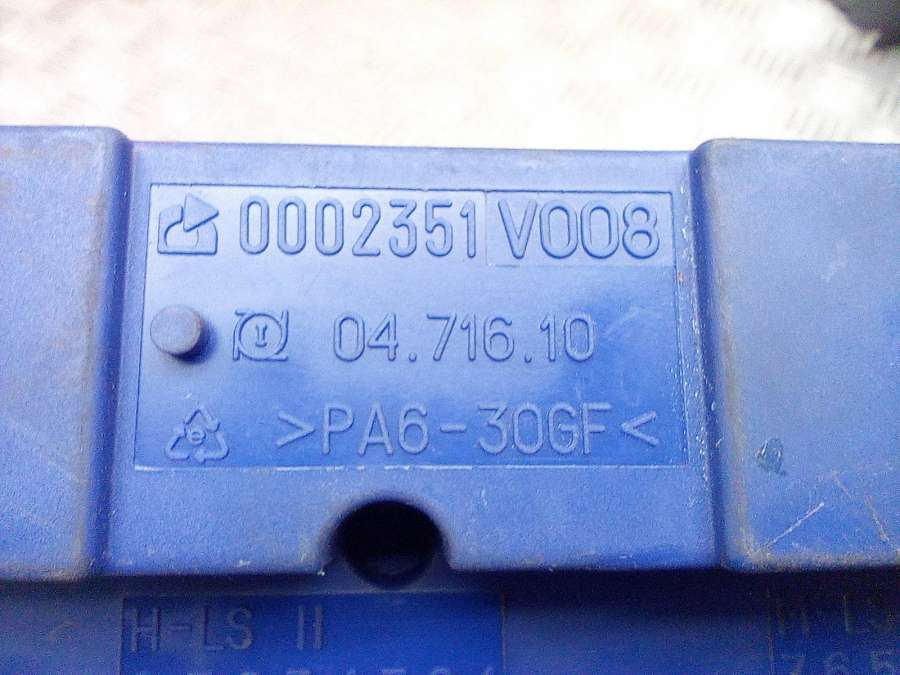 0002351 V008
04.716.10
>PA6-30GF<
H-LS II